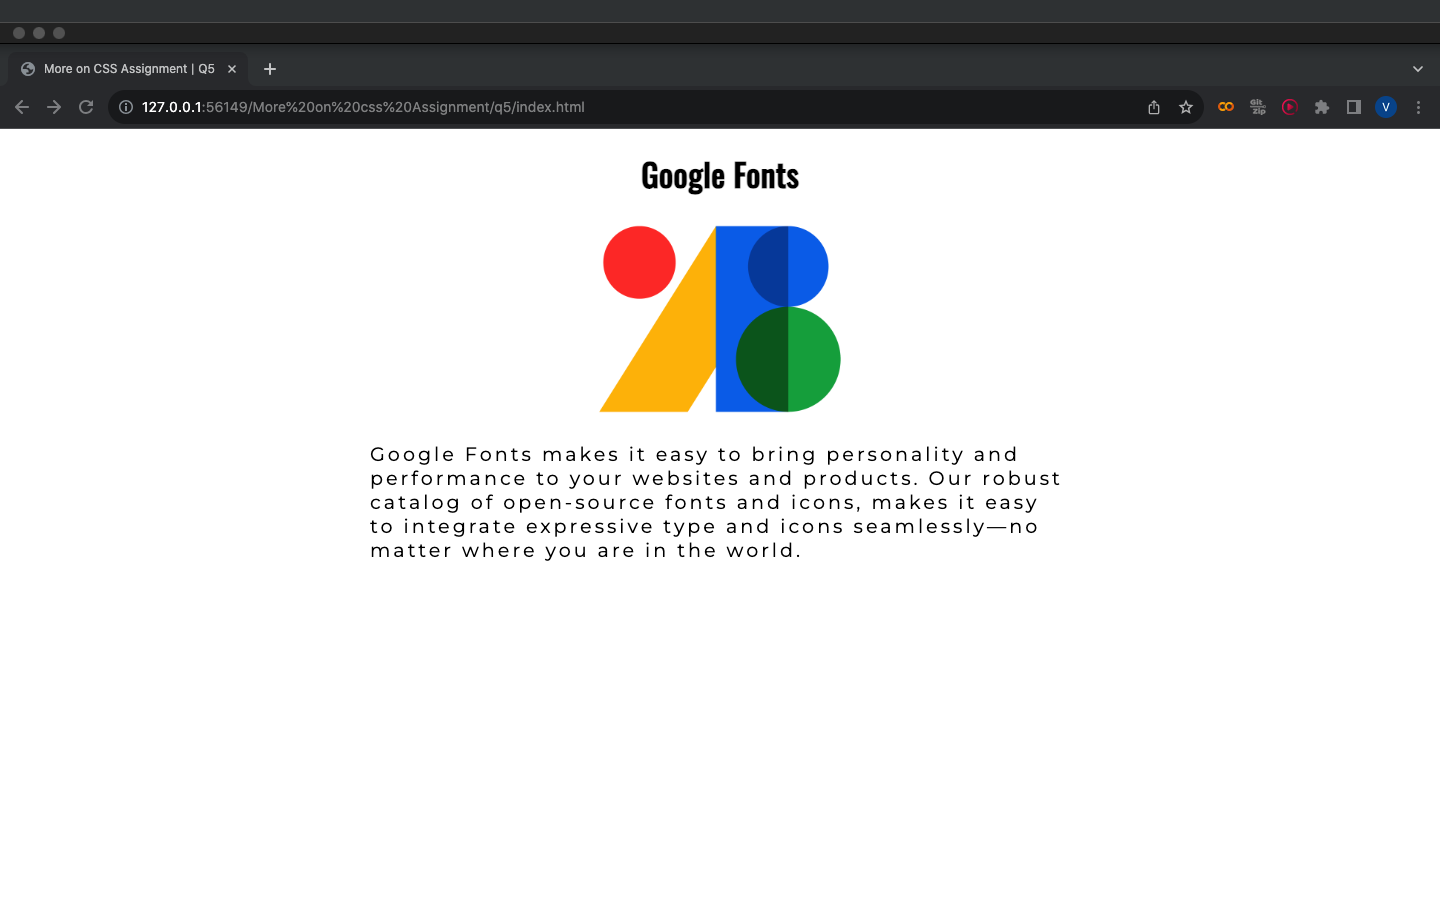 More on CSS Assignment | Q5
127.0.0.1:56149/More%20on%20css%20Assignment/q5/index.html
Git
Zip
V
Google Fonts
Google Fonts makes it easy to bring personality and
performance to your websites and products. Our robust
catalog of open-source fonts and icons, makes it easy
to integrate expressive type and icons seamlessly—no
matter where you are in the world.